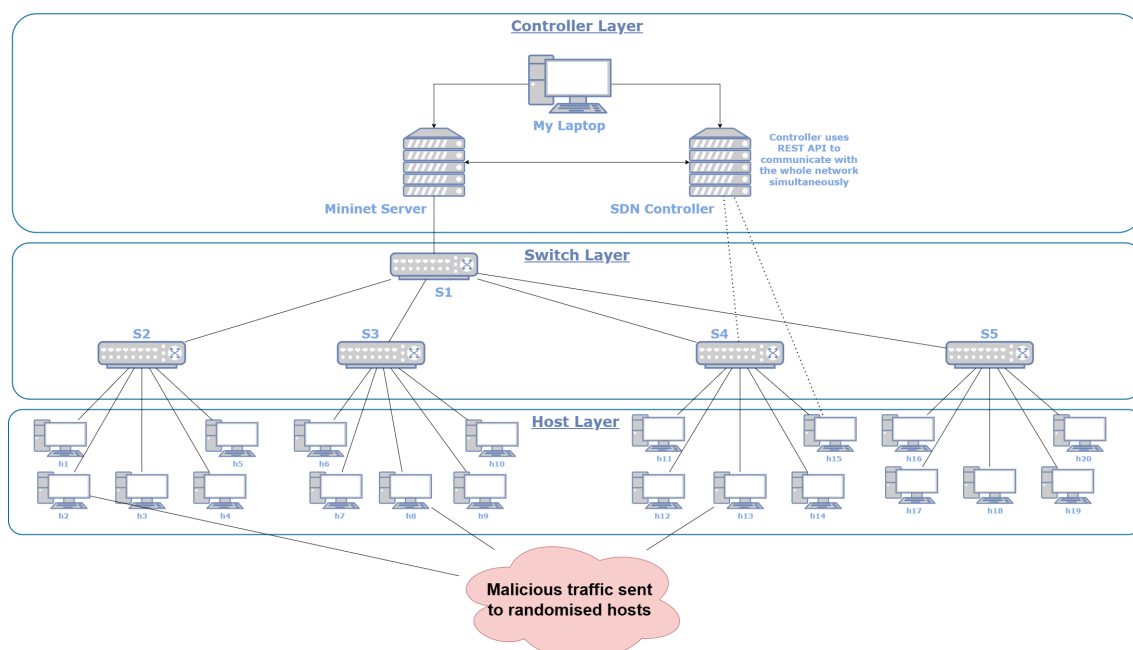 Controller Layer
My Laptop
Controller uses
REST API to
communicate with
the whole network
simultaneously
Mininet Server
SDN Controller
Switch Layer
S1
S2
S3
S4
S5
Host Layer
h1
h5
h6
h10
h11
h15
h16
h20
h2
h3
h4
h7
h8
h9
h12
h13
h14
h17
h18
h19
Malicious traffic sent
to randomised hosts